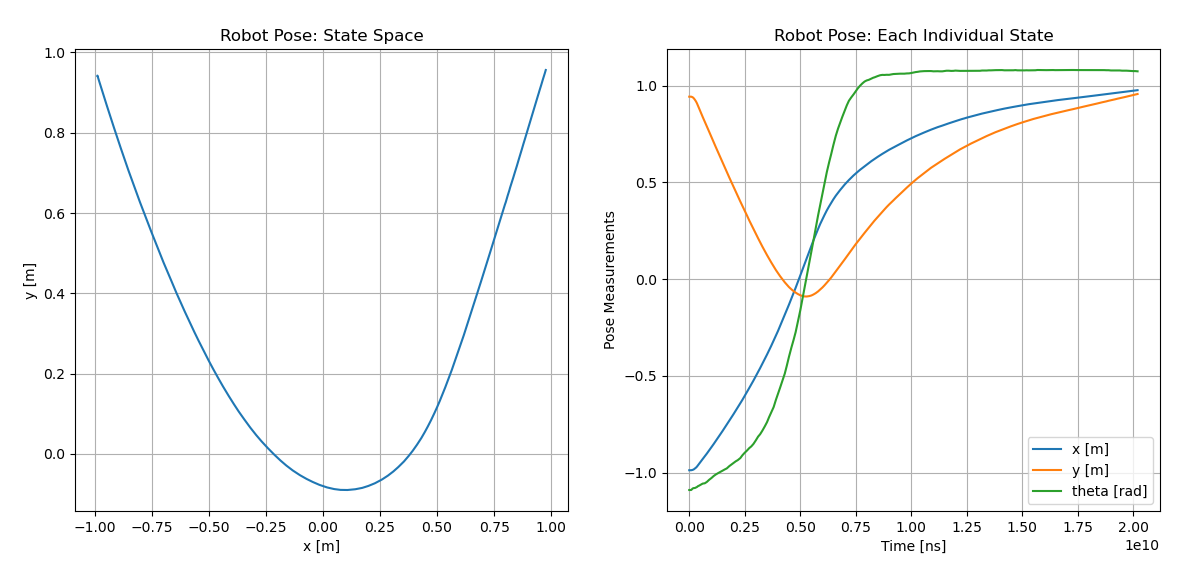 Robot Pose: State Space
1.0
0.8
0.6
0.4
0.2
0.0
y [m]
−1.00 −0.75 −0.50 −0.25 0.00 0.25 0.50 0.75 1.00
x [m]
Robot Pose: Each Individual State
1.0
0.5
0.0
−0.5
−1.0
Pose Measurements
x [m]
y [m]
theta [rad]
0.00 0.25 0.50 0.75 1.00 1.25 1.50 1.75 2.00
Time [ns]
1e10